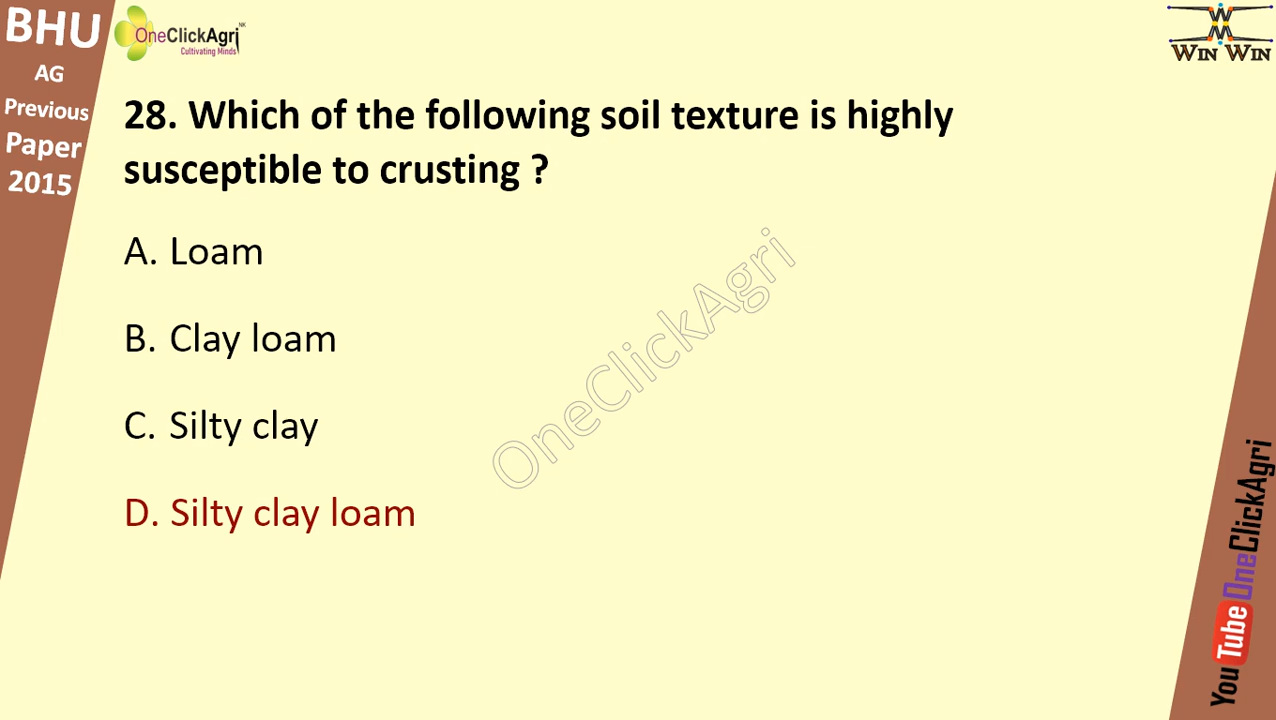 BHU
AG
Previous
Paper
2015
OneClickAgri NK
Cultivating Minds
WIN WIN
28. Which of the following soil texture is highly
susceptible to crusting ?
A. Loam
B. Clay loam
C. Silty clay
D. Silty clay loam
OneClickAgri
YouTube OneClickAgri